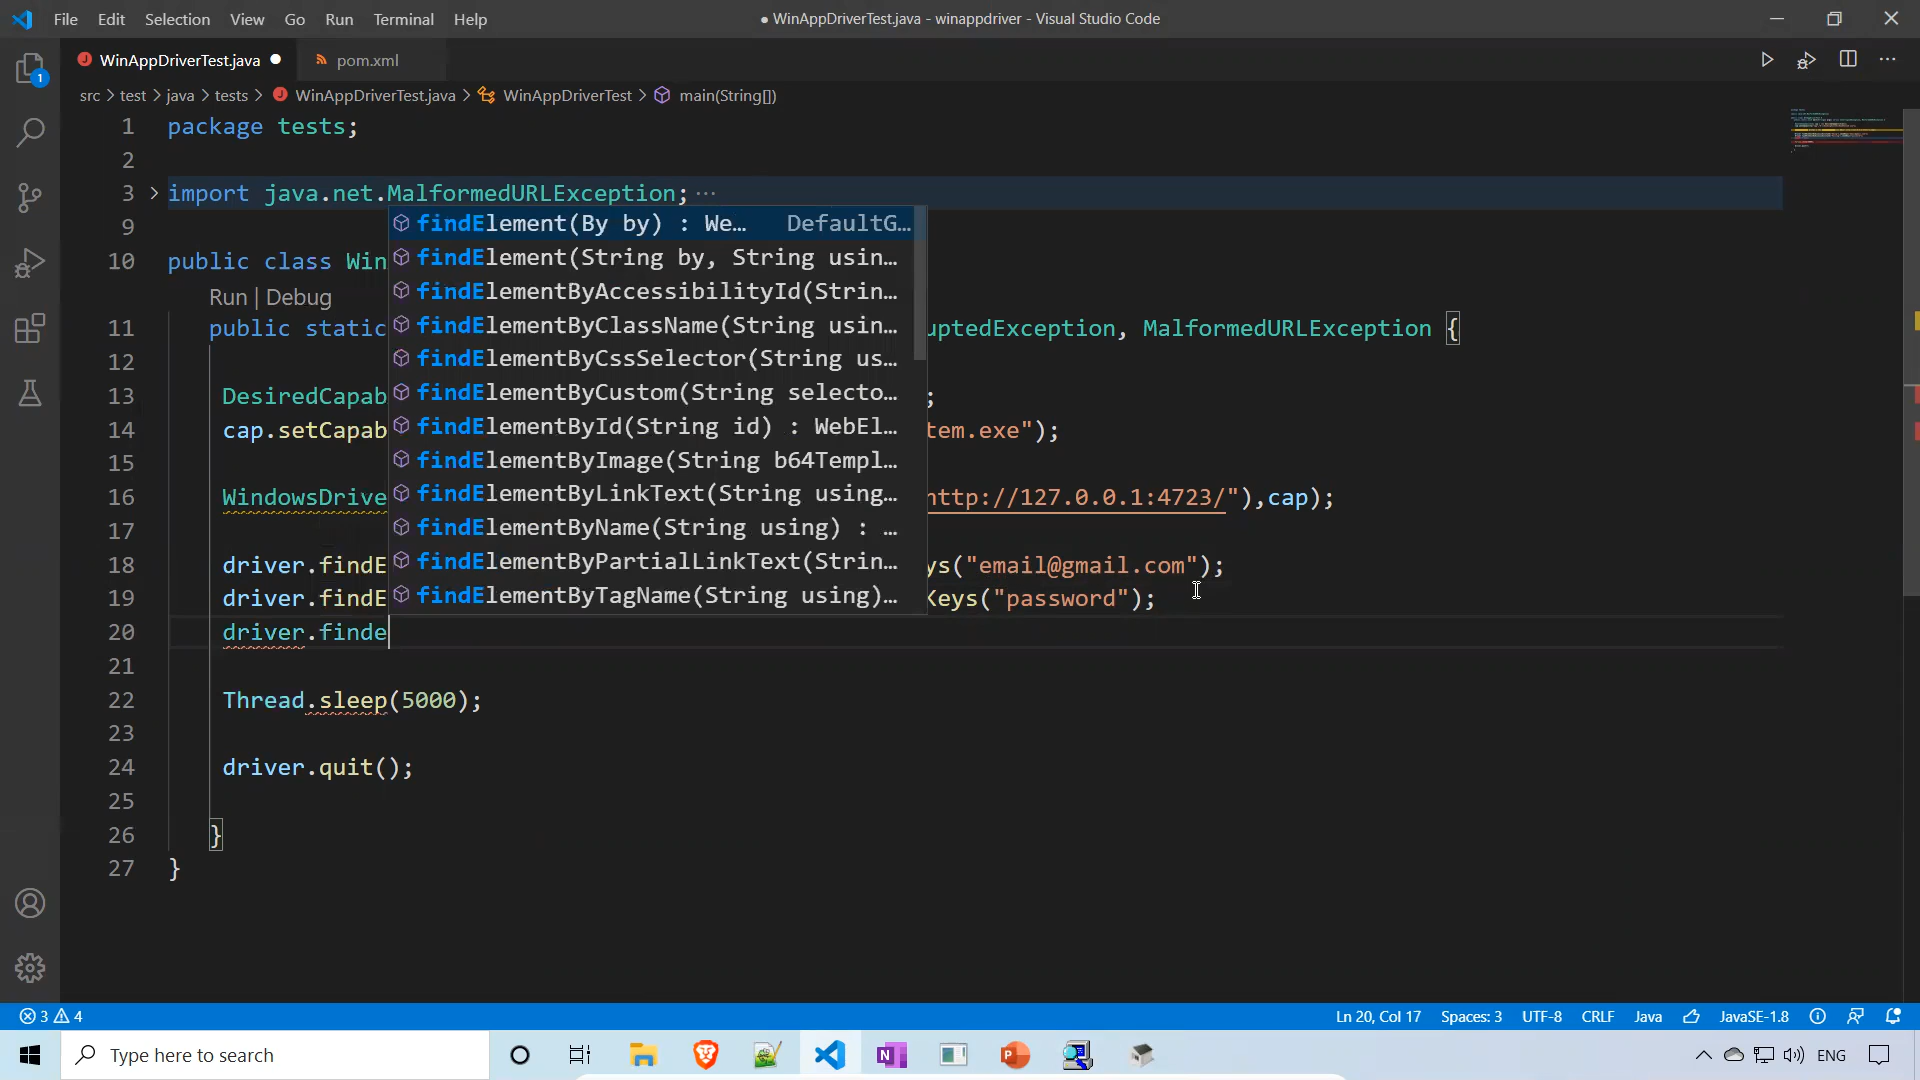 File Edit Selection View Go Run Terminal Help
● WinAppDriverTest.java - winappdriver - Visual Studio Code
WinAppDriverTest.java ●
pom.xml
src > test > java > tests > WinAppDriverTest.java > WinAppDriverTest > main(String[])
1
1 package tests;
2
3 import java.net.MalformedURLException; ···
9
10 public class Win
Run | Debug
11 public static uptedException, MalformedURLException {
12
13 DesiredCapab ;
14 cap.setCapab tem.exe");
15
16 WindowsDrive http://127.0.0.1:4723/"),cap);
17
18 driver.findE ys("email@gmail.com");
19 driver.findE Keys("password");
20 driver.finde
21
22 Thread.sleep(5000);
23
24 driver.quit();
25
26 }
27 }
findElement(By by) : We… DefaultG…
findElement(String by, String usin…
findElementByAccessibilityId(Strin…
findElementByClassName(String usin…
findElementByCssSelector(String us…
findElementByCustom(String selecto…
findElementById(String id) : WebEl…
findElementByImage(String b64Templ…
findElementByLinkText(String using…
findElementByName(String using) : …
findElementByPartialLinkText(Strin…
findElementByTagName(String using)…
3 4
Ln 20, Col 17 Spaces: 3 UTF-8 CRLF Java JavaSE-1.8
Type here to search
ENG